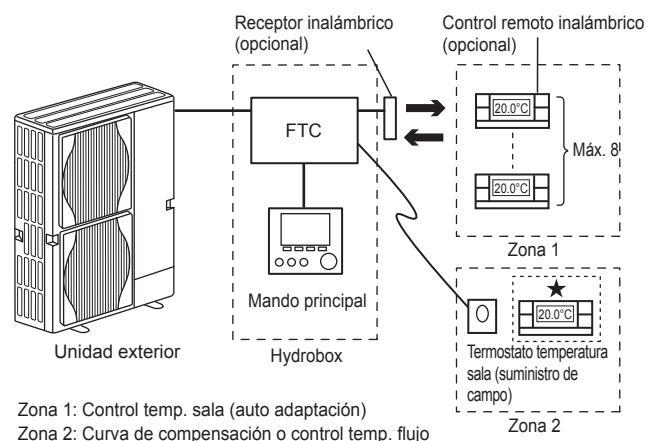 Receptor inalámbrico
(opcional)
Control remoto inalámbrico
(opcional)
FTC
20.0°C
Máx. 8
20.0°C
Zona 1
Mando principal
Unidad exterior
Hydrobox
★
20.0°C
Termostato temperatura
sala (suministro de
campo)
Zona 2
Zona 1: Control temp. sala (auto adaptación)
Zona 2: Curva de compensación o control temp. flujo